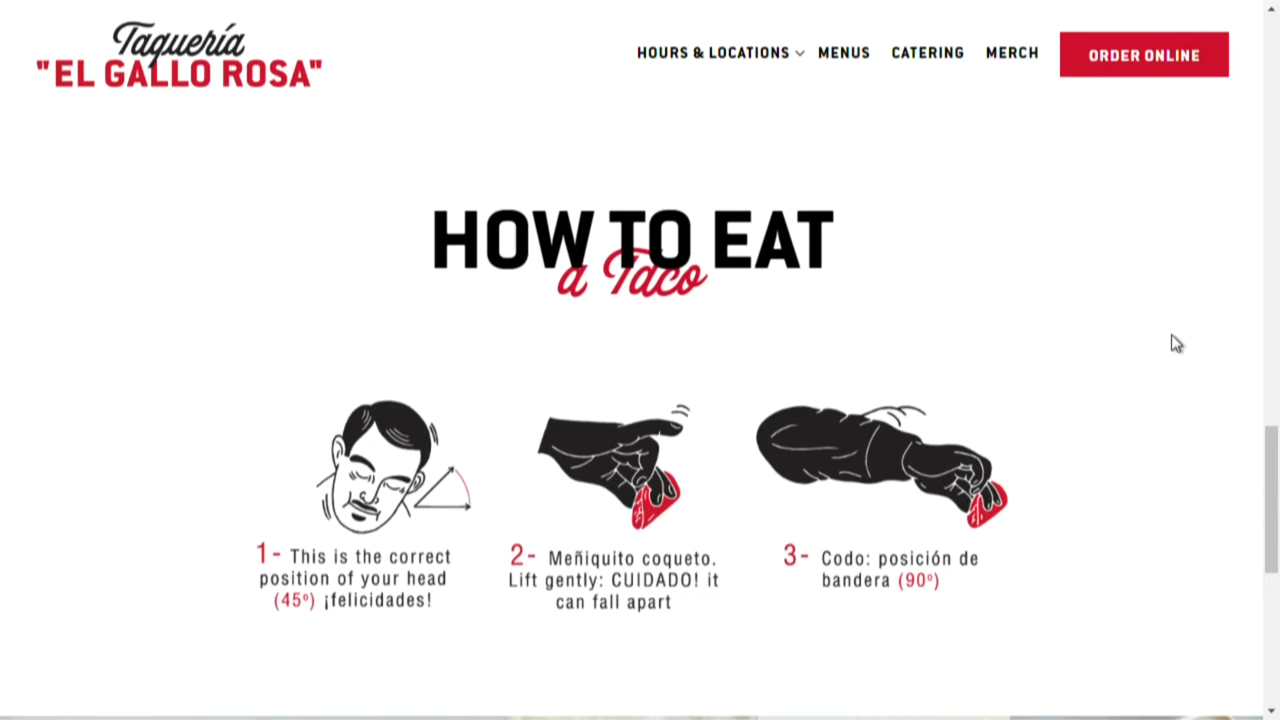 Taquería
"EL GALLO ROSA"
HOURS & LOCATIONS MENUS CATERING MERCH ORDER ONLINE
HOW TO EAT
a Taco
1- This is the correct
position of your head
(45º) ¡felicidades!
2- Meñiquito coqueto.
Lift gently: CUIDADO! it
can fall apart
3- Codo: posición de
bandera (90º)